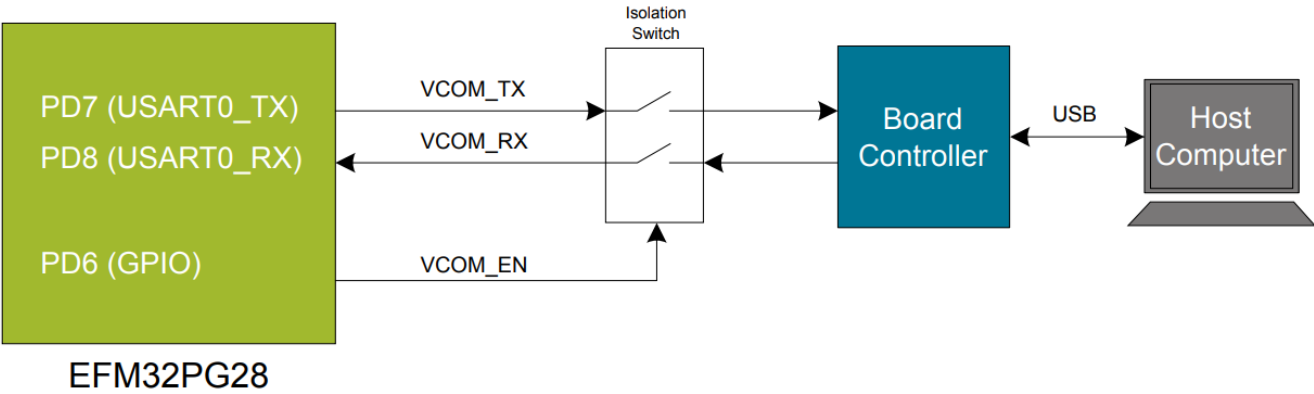 Isolation
Switch
PD7 (USART0_TX)
VCOM_TX
PD8 (USART0_RX)
VCOM_RX
Board
Controller
USB
Host
Computer
PD6 (GPIO)
VCOM_EN
EFM32PG28